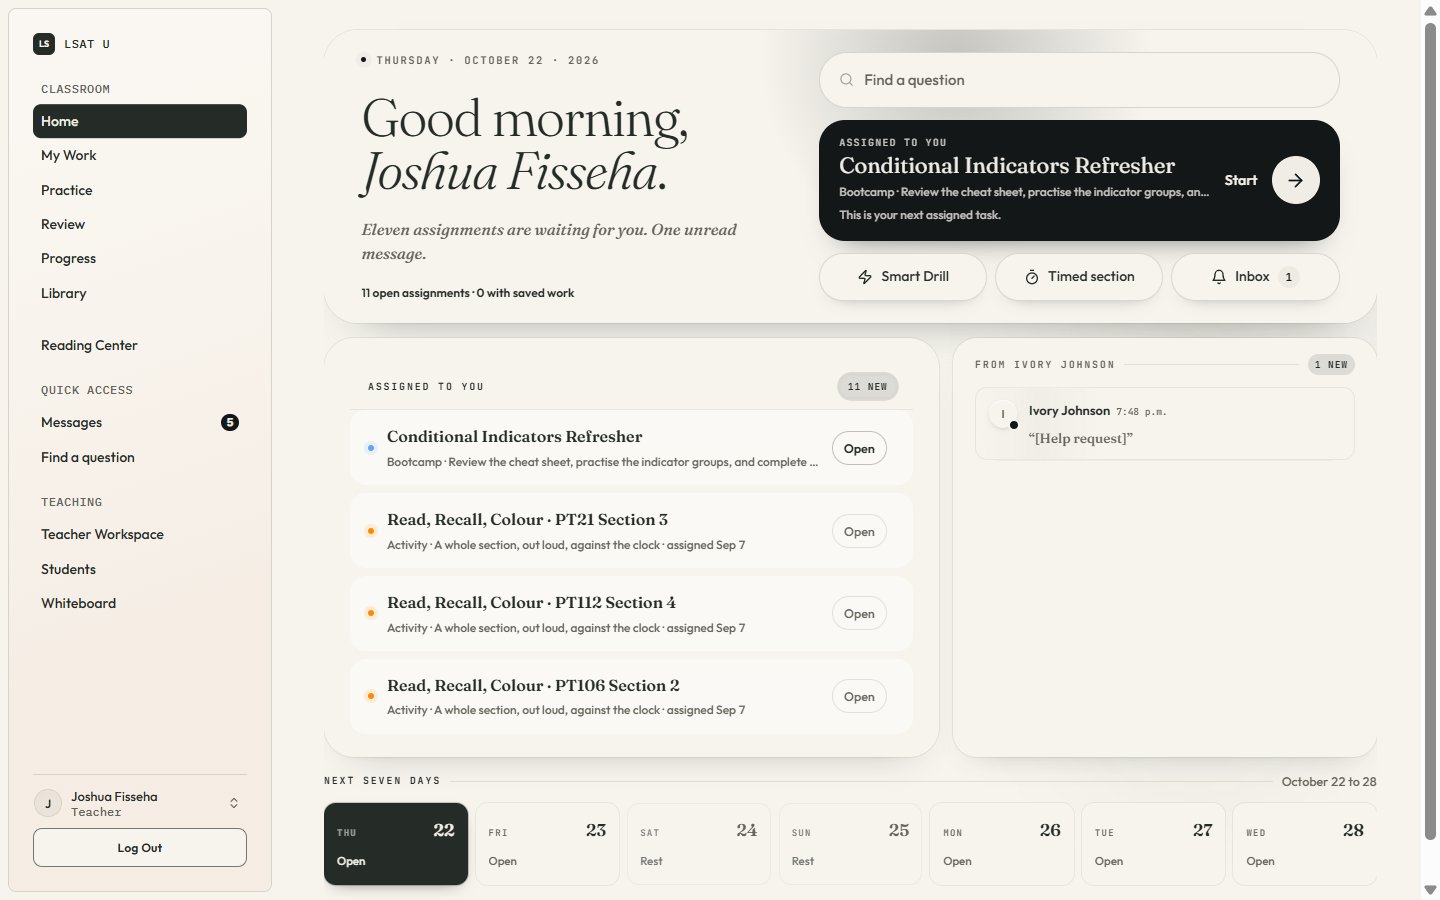 LS LSAT U
CLASSROOM
Home
My Work
Practice
Review
Progress
Library
Reading Center
QUICK ACCESS
Messages 5
Find a question
TEACHING
Teacher Workspace
Students
Whiteboard
J Joshua Fisseha
Teacher
Log Out
THURSDAY · OCTOBER 22 · 2026
Good morning,
Joshua Fisseha.
Eleven assignments are waiting for you. One unread
message.
11 open assignments · 0 with saved work
Find a question
ASSIGNED TO YOU
Conditional Indicators Refresher
Bootcamp · Review the cheat sheet, practise the indicator groups, an...
This is your next assigned task.
Start
Smart Drill
Timed section
Inbox 1
ASSIGNED TO YOU 11 NEW
Conditional Indicators Refresher
Bootcamp · Review the cheat sheet, practise the indicator groups, and complete ...
Open
Read, Recall, Colour · PT21 Section 3
Activity · A whole section, out loud, against the clock · assigned Sep 7
Open
Read, Recall, Colour · PT112 Section 4
Activity · A whole section, out loud, against the clock · assigned Sep 7
Open
Read, Recall, Colour · PT106 Section 2
Activity · A whole section, out loud, against the clock · assigned Sep 7
Open
FROM IVORY JOHNSON 1 NEW
I Ivory Johnson 7:48 p.m.
“[Help request]”
NEXT SEVEN DAYS October 22 to 28
THU 22
Open
FRI 23
Open
SAT 24
Rest
SUN 25
Rest
MON 26
Open
TUE 27
Open
WED 28
Open